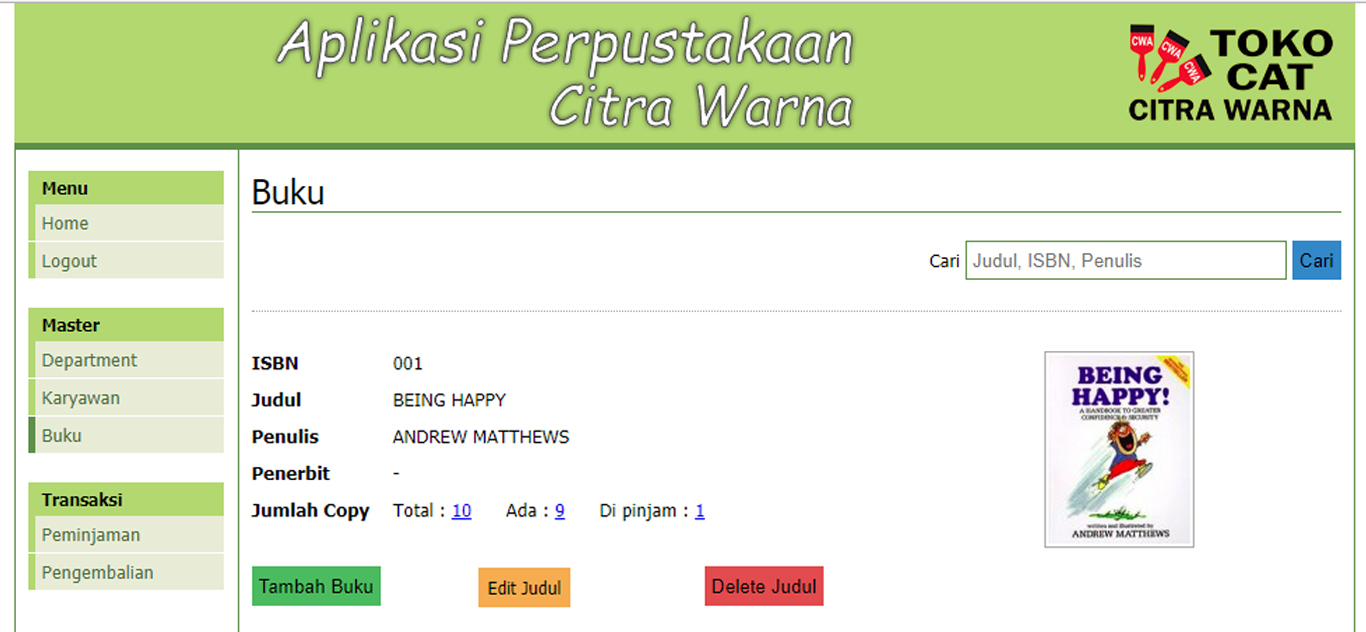 Aplikasi Perpustakaan
Citra Warna
CWA CWA CWA
TOKO
CAT
CITRA WARNA
Menu
Home
Logout
Master
Department
Karyawan
Buku
Transaksi
Peminjaman
Pengembalian
Buku
Cari Judul, ISBN, Penulis Cari
ISBN 001
Judul BEING HAPPY
Penulis ANDREW MATTHEWS
Penerbit -
Jumlah Copy Total : 10 Ada : 9 Di pinjam : 1
Tambah Buku Edit Judul Delete Judul
BEING
HAPPY!
A HANDBOOK TO GREATER
CONFIDENCE & SECURITY
written and illustrated by
ANDREW MATTHEWS